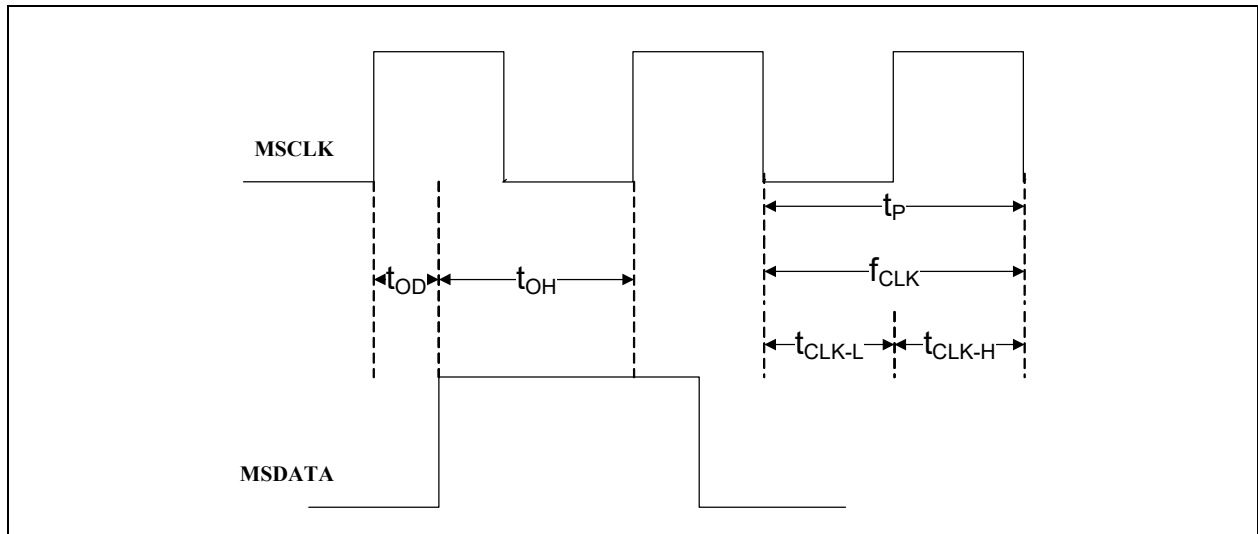 MSCLK
tP
tOD
tOH
fCLK
tCLK-L
tCLK-H
MSDATA